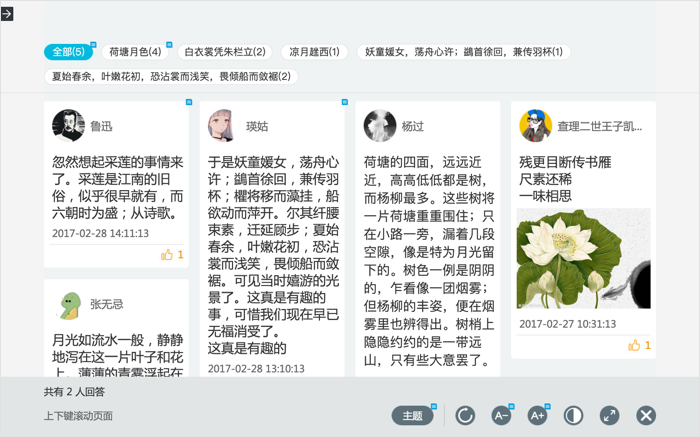 全部(5)
荷塘月色(4)
白衣裳凭朱栏立(2)
凉月趖西(1)
妖童媛女，荡舟心许；鷁首徐回，兼传羽杯(1)
夏始春余，叶嫩花初，恐沾裳而浅笑，畏倾船而敛裾(2)
鲁迅
忽然想起采莲的事情来
了。采莲是江南的旧
俗，似乎很早就有，而
六朝时为盛；从诗歌。
2017-02-28 14:11:13
1
张无忌
月光如流水一般，静静
地泻在这一片叶子和花
上。薄薄的青雾浮起在
瑛姑
于是妖童媛女，荡舟心
许；鷁首徐回，兼传羽
杯；櫂将移而藻挂，船
欲动而萍开。尔其纤腰
束素，迁延顾步；夏始
春余，叶嫩花初，恐沾
裳而浅笑，畏倾船而敛
裾。可见当时嬉游的光
景了。这真是有趣的
事，可惜我们现在早已
无福消受了。
这真是有趣的
2017-02-28 13:10:13
杨过
荷塘的四面，远远近
近，高高低低都是树，
而杨柳最多。这些树将
一片荷塘重重围住；只
在小路一旁，漏着几段
空隙，像是特为月光留
下的。树色一例是阴阴
的，乍看像一团烟雾；
但杨柳的丰姿，便在烟
雾里也辨得出。树梢上
隐隐约约的是一带远
山，只有些大意罢了。
查理二世王子凯...
残更目断传书雁
尺素还稀
一味相思
2017-02-27 10:31:13
1
共有 2 人回答
上下键滚动页面
主题
A-
A+